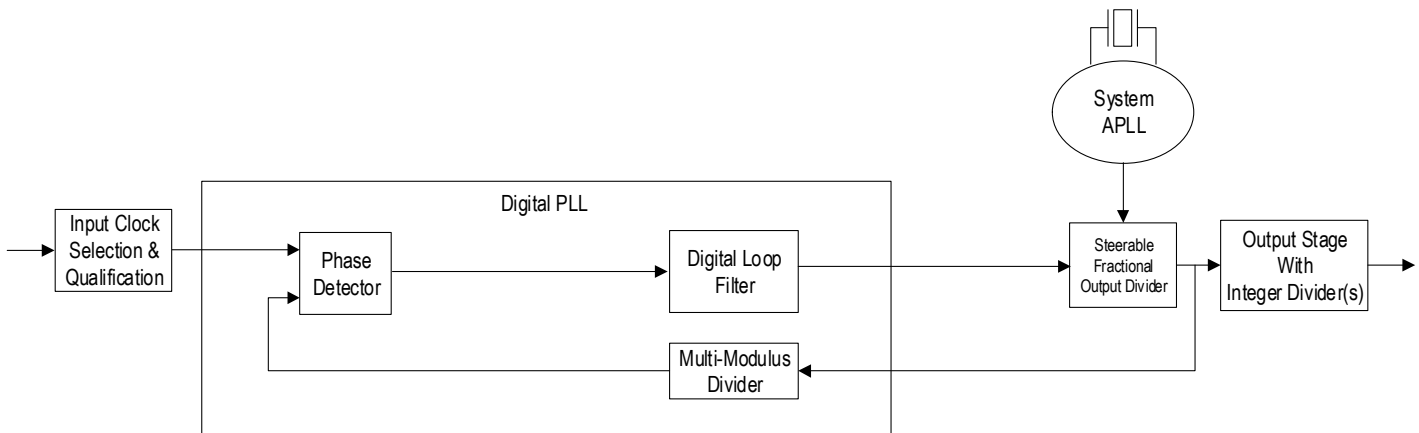 System
APLL
Digital PLL
Input Clock
Selection &
Qualification
Phase
Detector
Digital Loop
Filter
Steerable
Fractional
Output Divider
Output Stage
With
Integer Divider(s)
Multi-Modulus
Divider